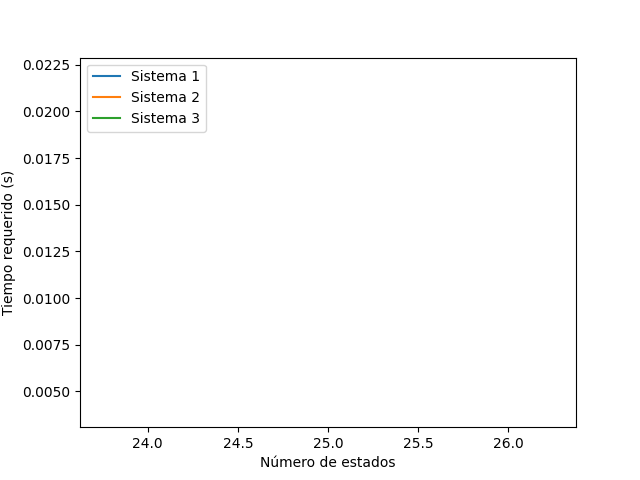 0.0225
0.0200
0.0175
0.0150
0.0125
0.0100
0.0075
0.0050
Tiempo requerido (s)
Sistema 1
Sistema 2
Sistema 3
24.0 24.5 25.0 25.5 26.0
Número de estados